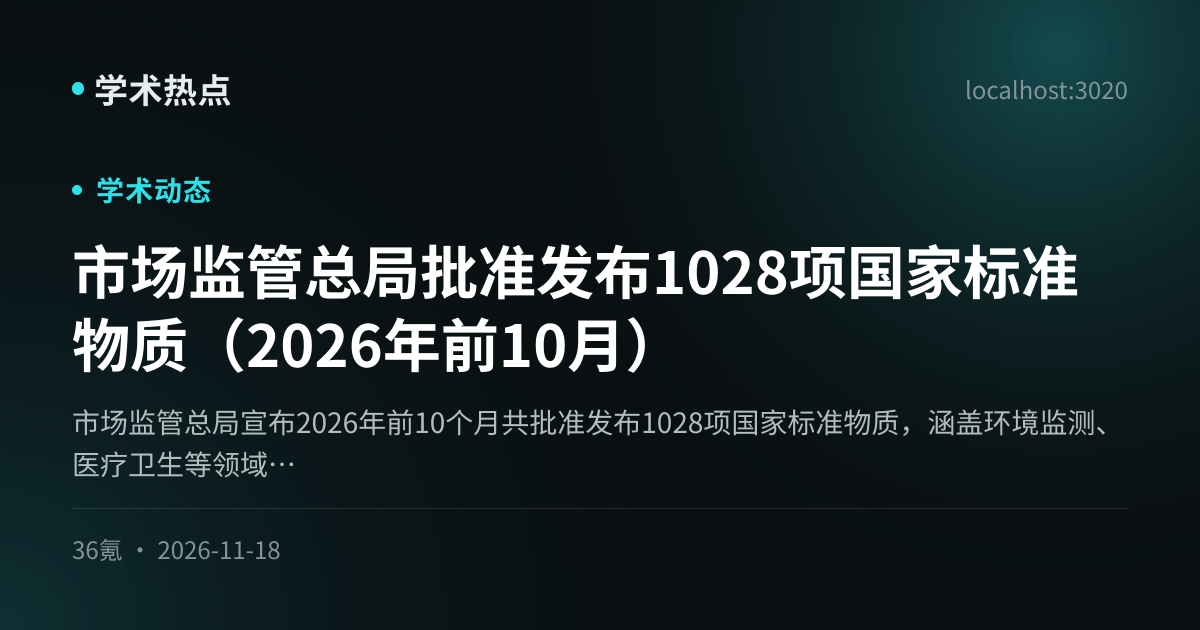 学术热点
localhost:3020
学术动态
市场监管总局批准发布1028项国家标准
物质（2026年前10月）
市场监管总局宣布2026年前10个月共批准发布1028项国家标准物质，涵盖环境监测、
医疗卫生等领域…
36氪 · 2026-11-18